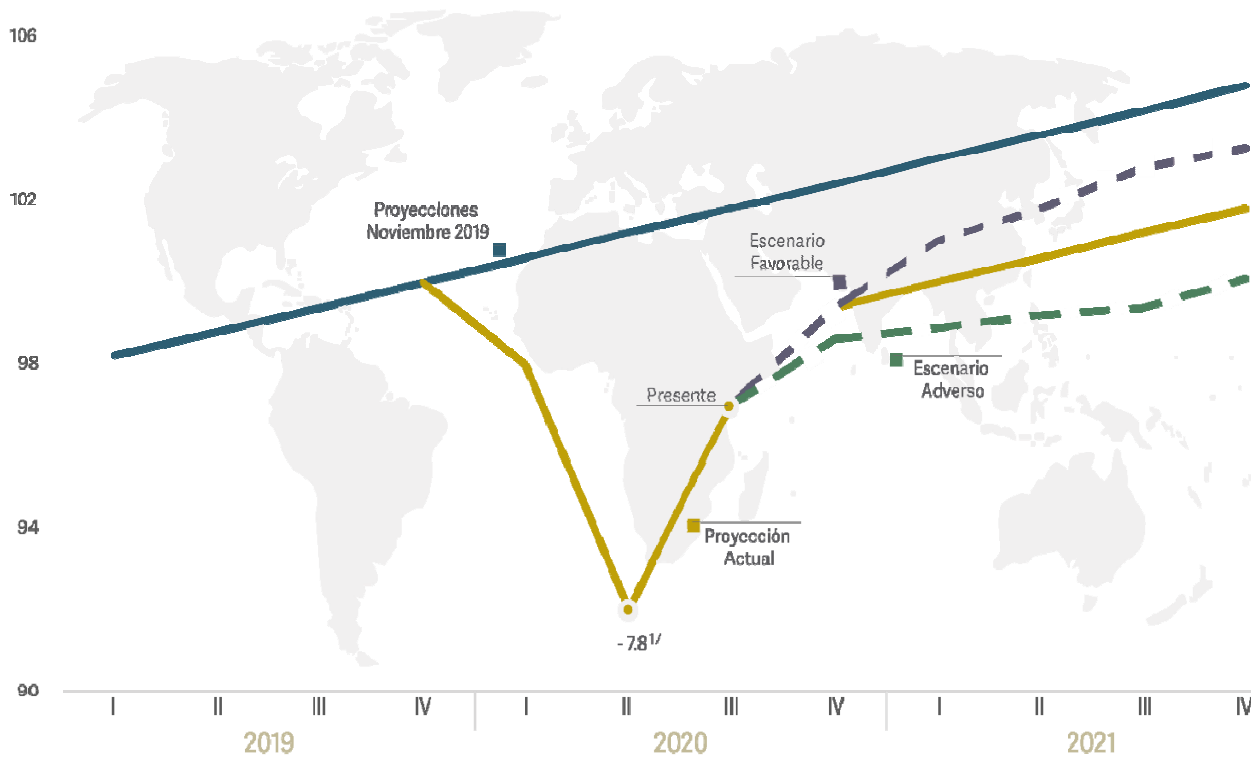 106
102
98
94
90
Proyecciones
Noviembre 2019
Escenario
Favorable
Presente
Escenario
Adverso
Proyección
Actual
- 7.8 1/
I II III IV I II III IV I II III IV
2019 2020 2021